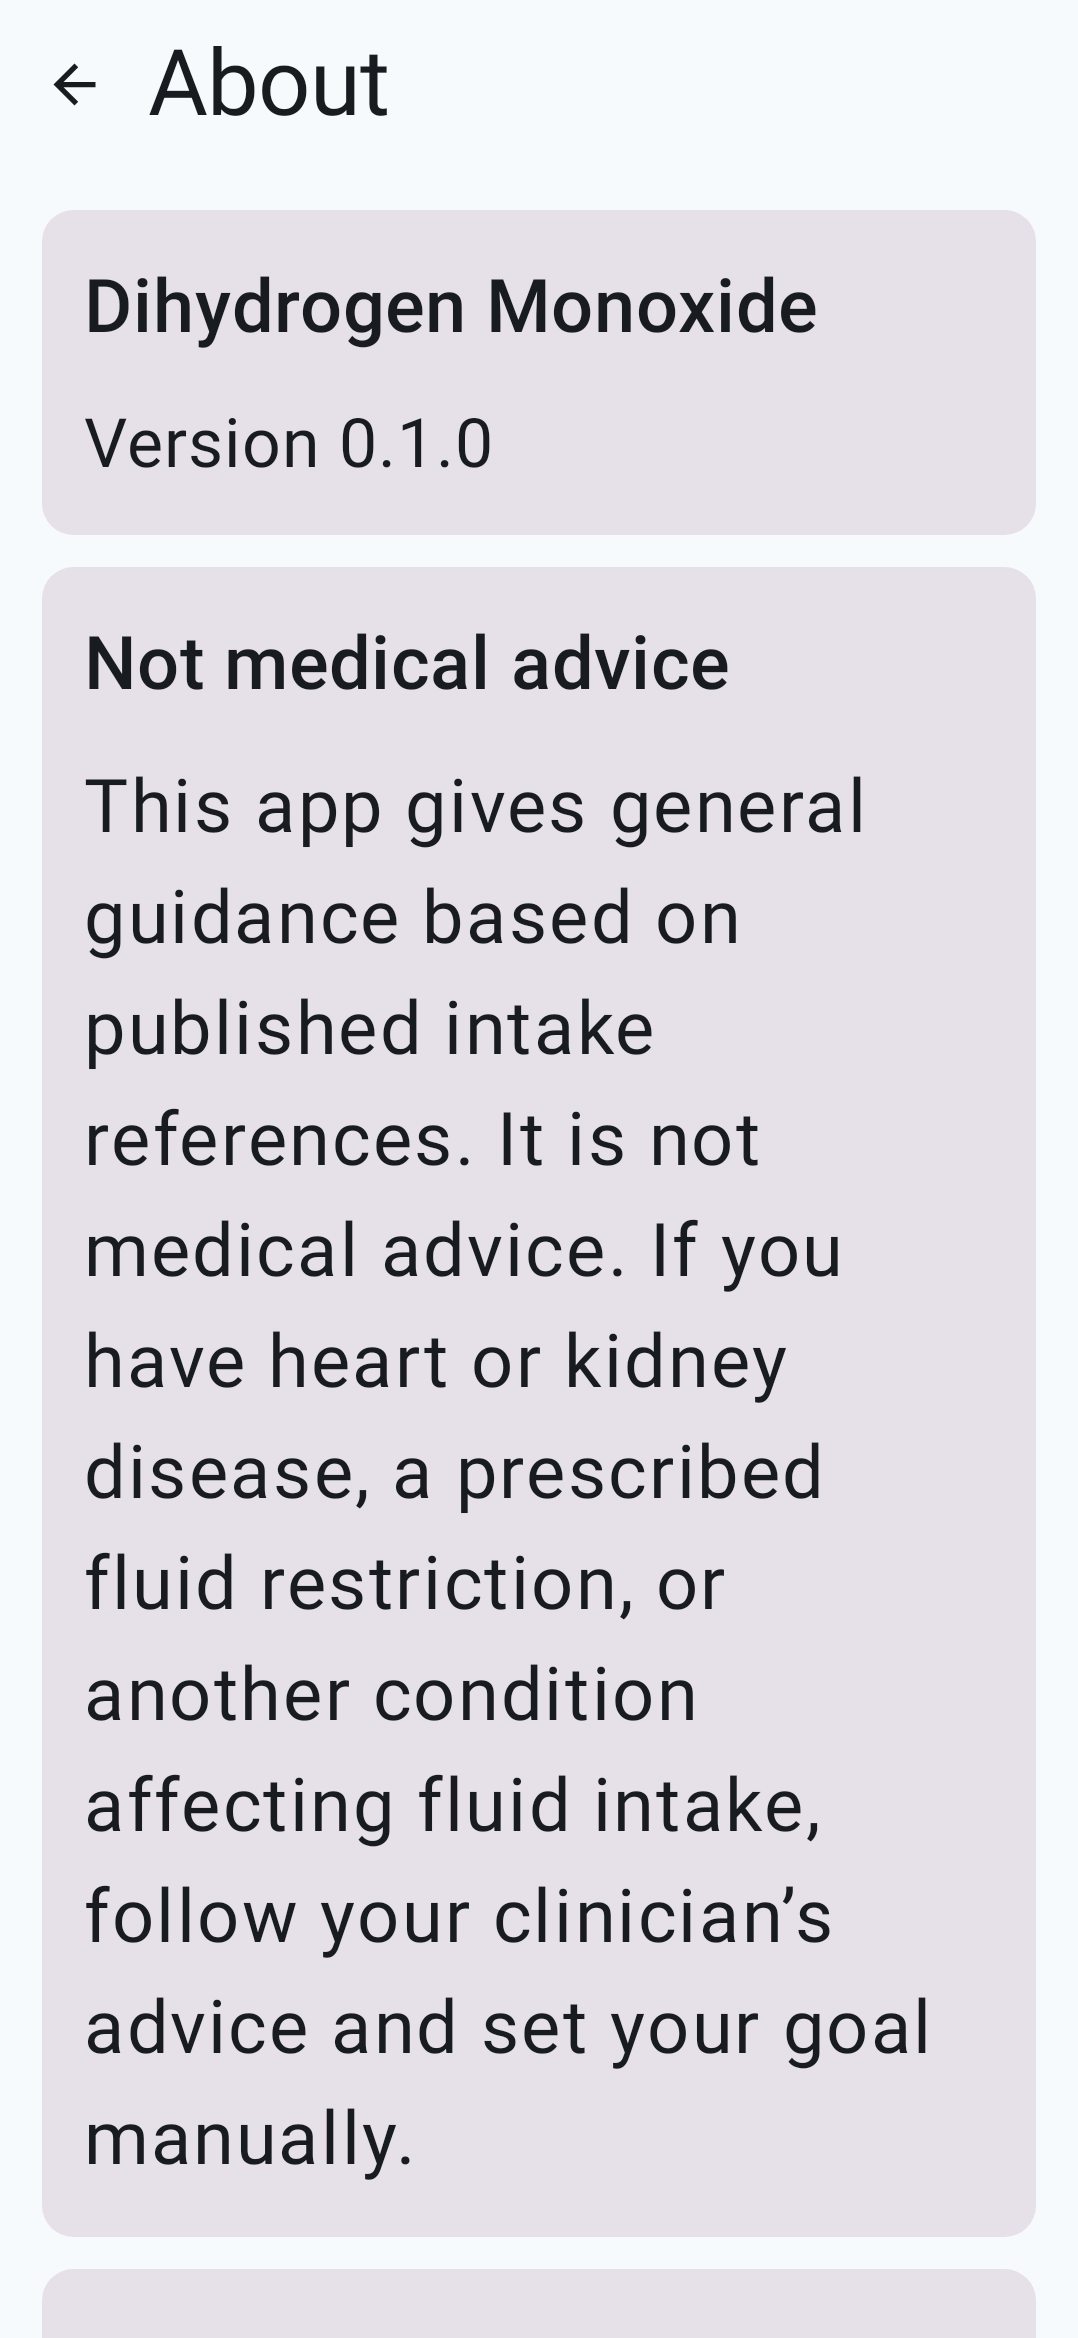 About
Dihydrogen Monoxide
Version 0.1.0
Not medical advice
This app gives general
guidance based on
published intake
references. It is not
medical advice. If you
have heart or kidney
disease, a prescribed
fluid restriction, or
another condition
affecting fluid intake,
follow your clinician’s
advice and set your goal
manually.